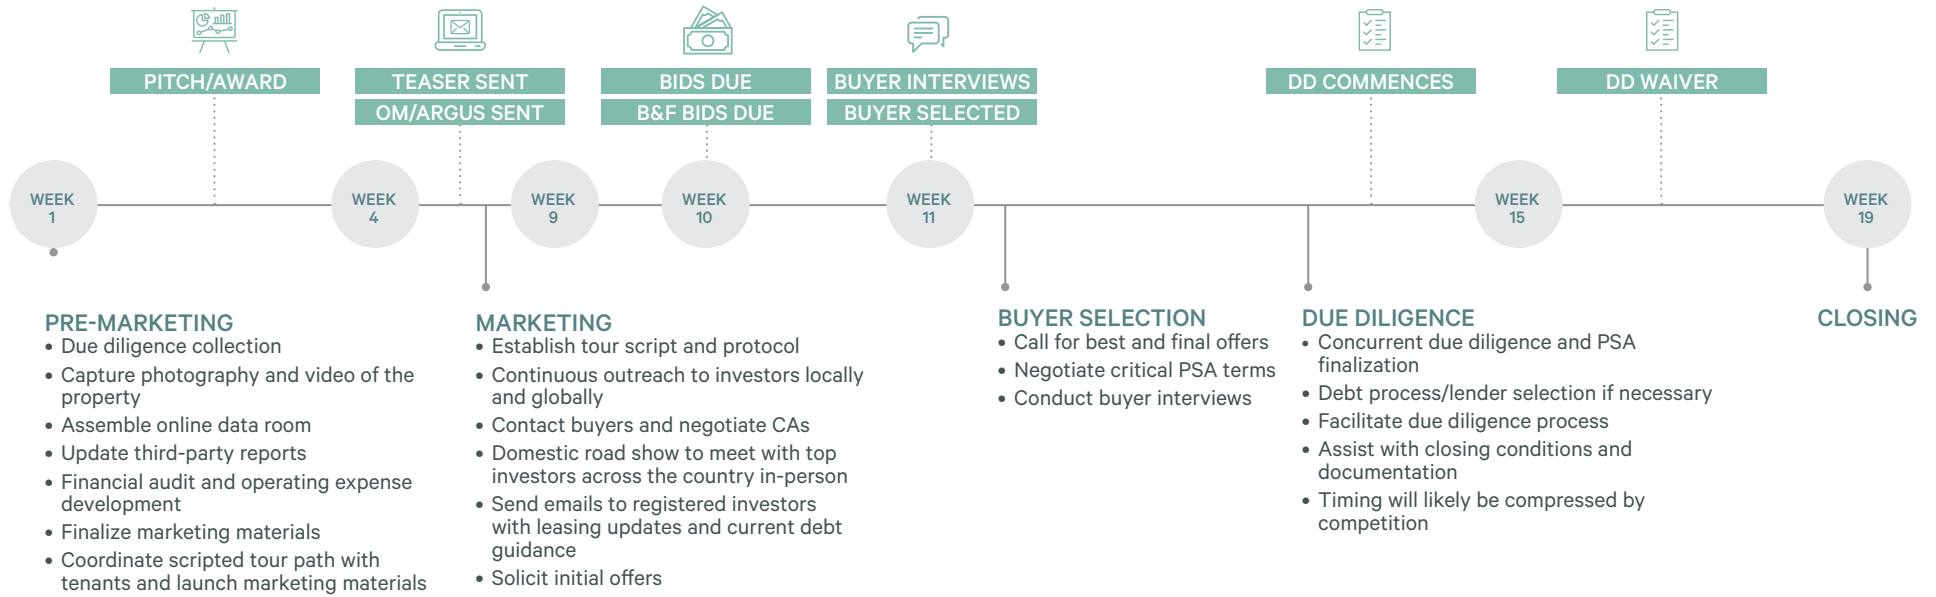 PITCH/AWARD
TEASER SENT
OM/ARGUS SENT
BIDS DUE
B&F BIDS DUE
BUYER INTERVIEWS
BUYER SELECTED
DD COMMENCES
DD WAIVER
WEEK
1
WEEK
4
WEEK
9
WEEK
10
WEEK
11
WEEK
15
WEEK
19
PRE-MARKETING
• Due diligence collection
• Capture photography and video of the
property
• Assemble online data room
• Update third-party reports
• Financial audit and operating expense
development
• Finalize marketing materials
• Coordinate scripted tour path with
tenants and launch marketing materials
MARKETING
• Establish tour script and protocol
• Continuous outreach to investors locally
and globally
• Contact buyers and negotiate CAs
• Domestic road show to meet with top
investors across the country in-person
• Send emails to registered investors
with leasing updates and current debt
guidance
• Solicit initial offers
BUYER SELECTION
• Call for best and final offers
• Negotiate critical PSA terms
• Conduct buyer interviews
DUE DILIGENCE
• Concurrent due diligence and PSA
finalization
• Debt process/lender selection if necessary
• Facilitate due diligence process
• Assist with closing conditions and
documentation
• Timing will likely be compressed by
competition
CLOSING